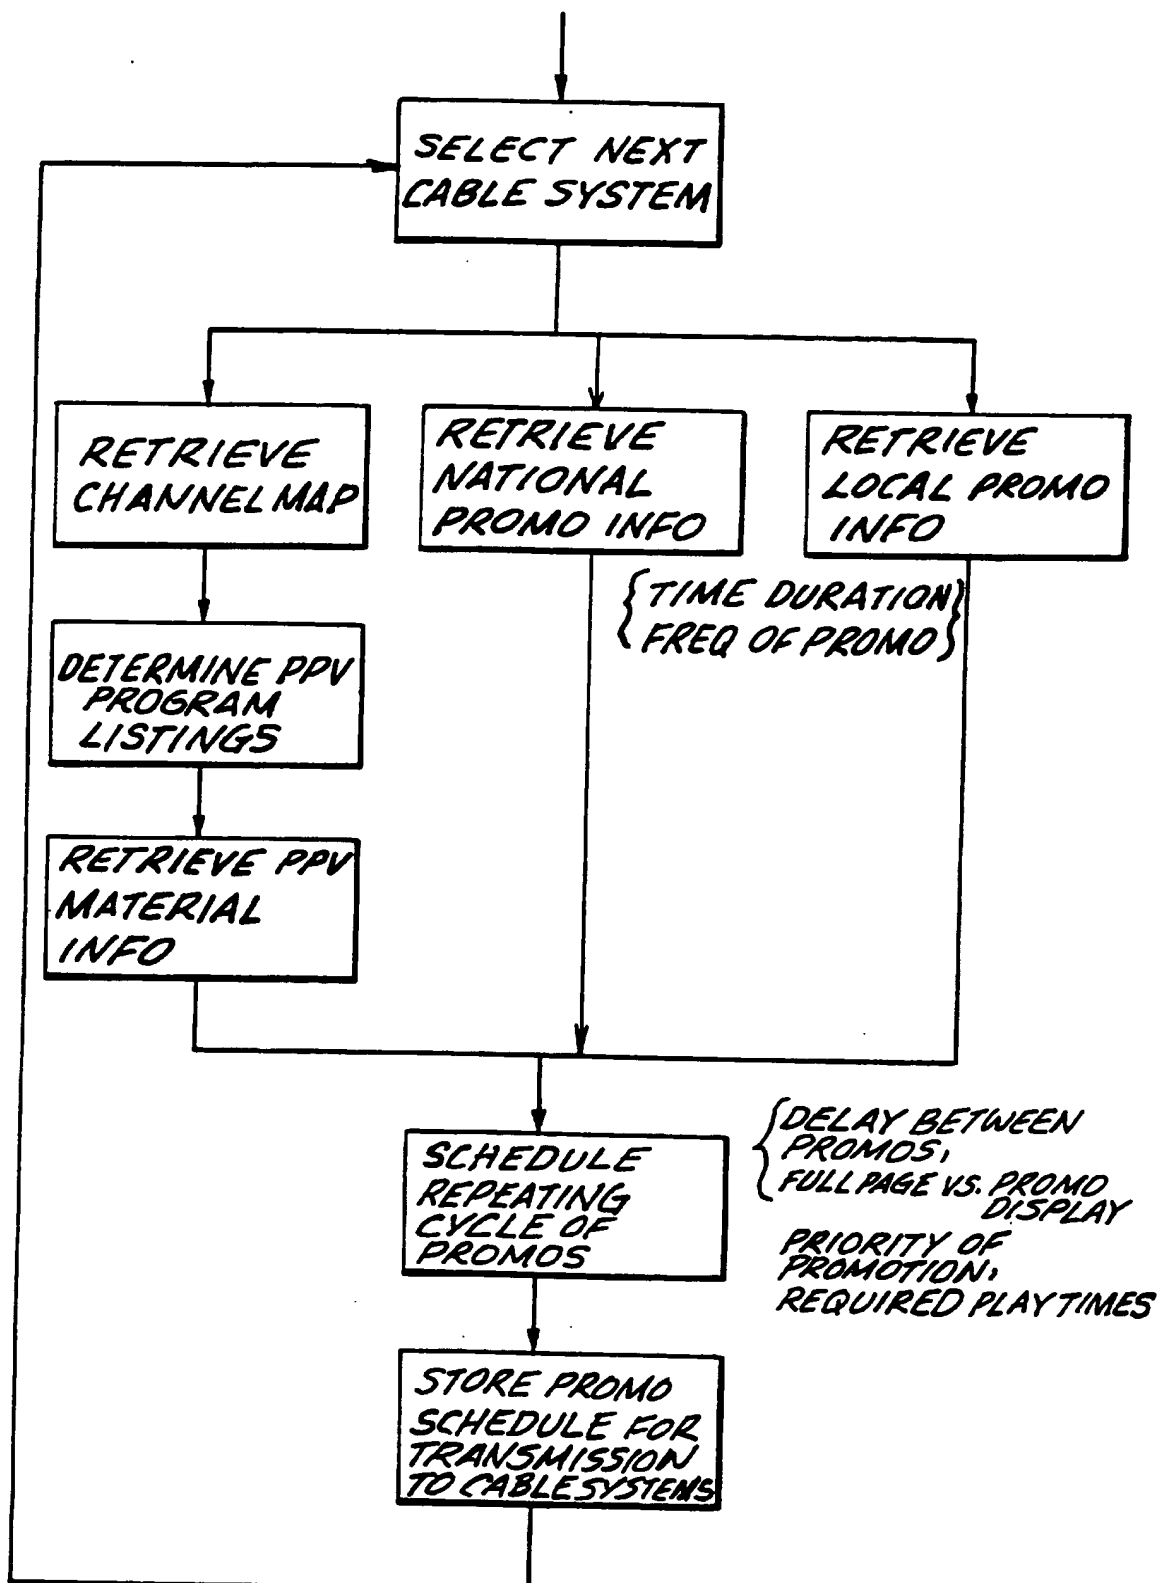 SELECT NEXT
CABLE SYSTEM
RETRIEVE
CHANNEL MAP
RETRIEVE
NATIONAL
PROMO INFO
RETRIEVE
LOCAL PROMO
INFO
{TIME DURATION}
{FREQ OF PROMO}
DETERMINE PPV
PROGRAM
LISTINGS
RETRIEVE PPV
MATERIAL
INFO
SCHEDULE
REPEATING
CYCLE OF
PROMOS
DELAY BETWEEN
PROMOS,
FULL PAGE VS. PROMO
DISPLAY
PRIORITY OF
PROMOTION,
REQUIRED PLAY TIMES
STORE PROMO
SCHEDULE FOR
TRANSMISSION
TO CABLE SYSTEMS